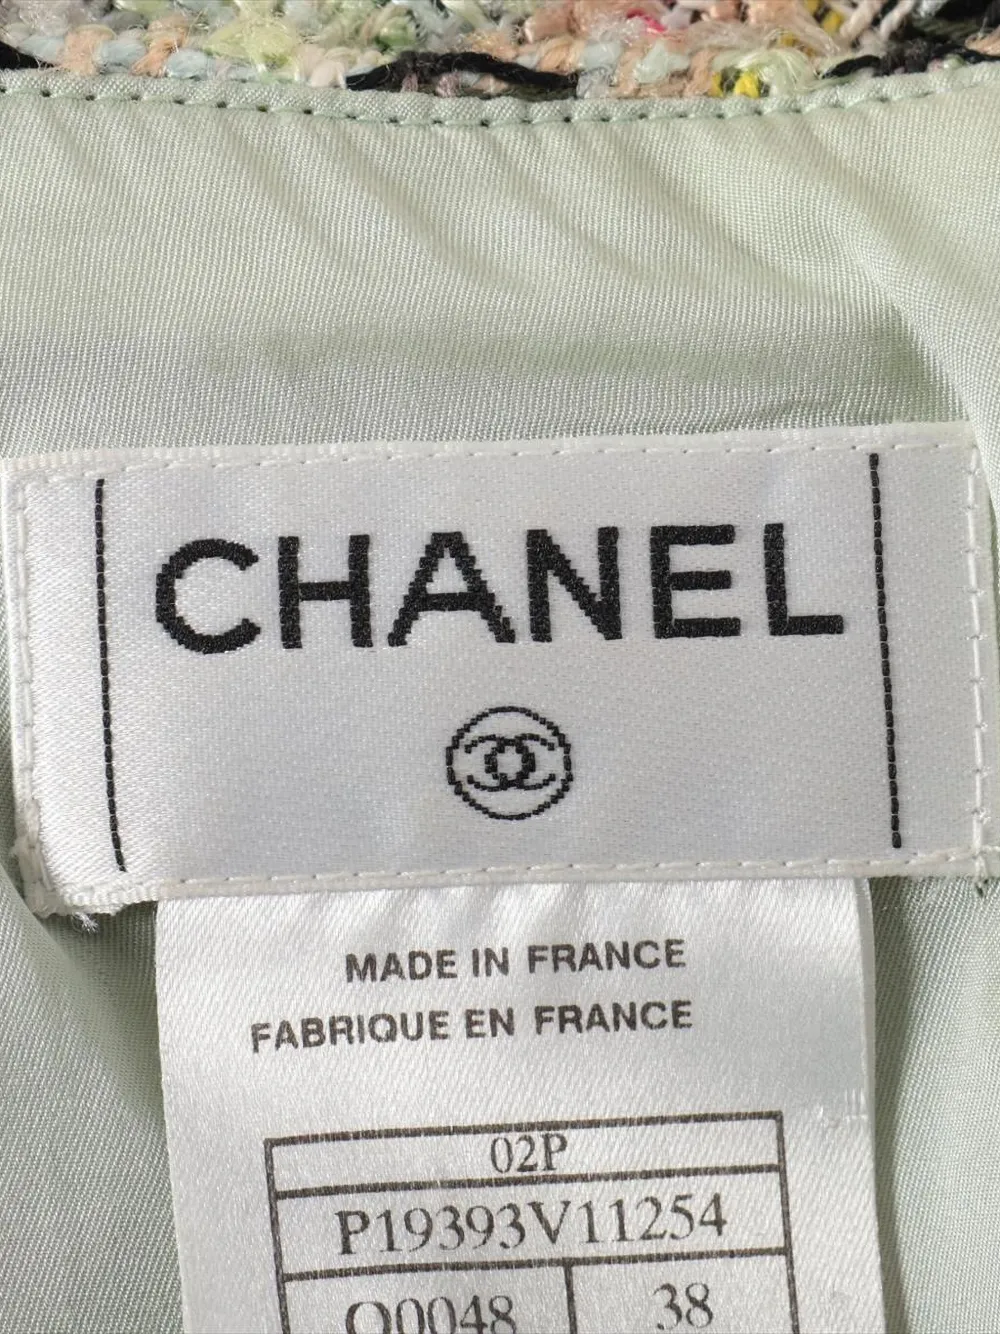 CHANEL
MADE IN FRANCE
FABRIQUE EN FRANCE
02P
P19393V11254
Q0048 38